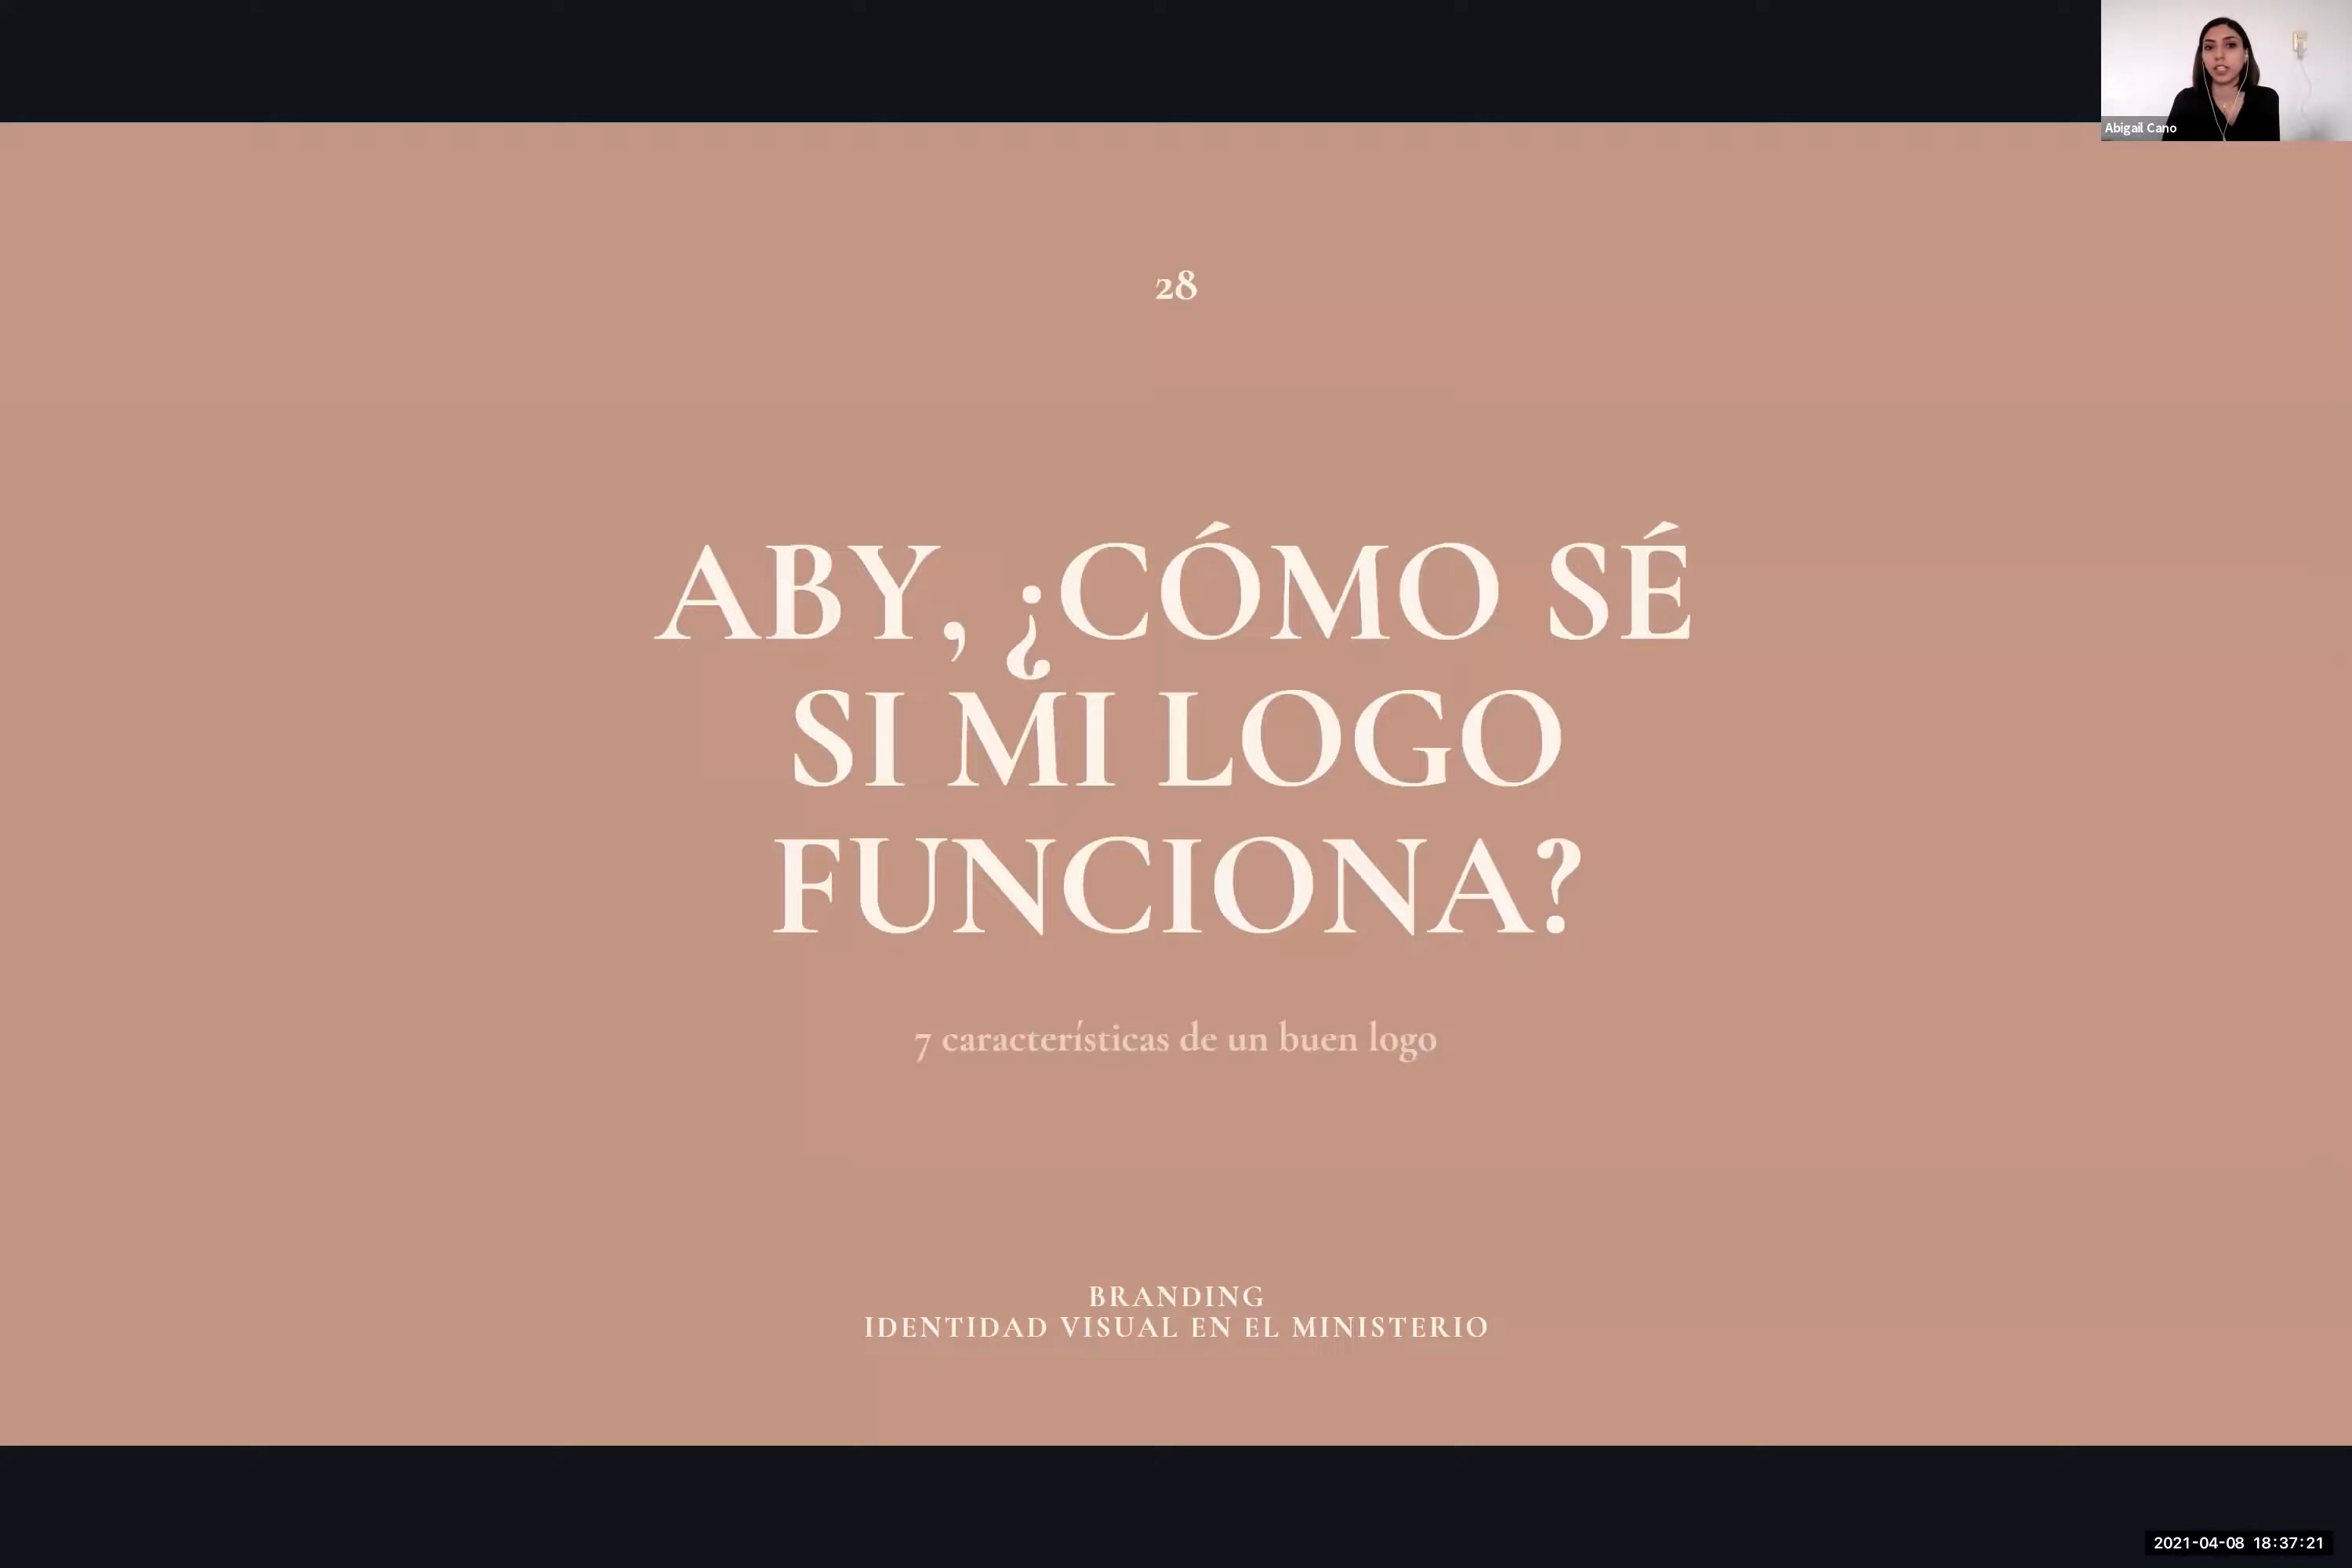 Abigail Cano
28
ABY, ¿CÓMO SÉ
SI MI LOGO
FUNCIONA?
7 características de un buen logo
BRANDING
IDENTIDAD VISUAL EN EL MINISTERIO
2021-04-08 18:37:21